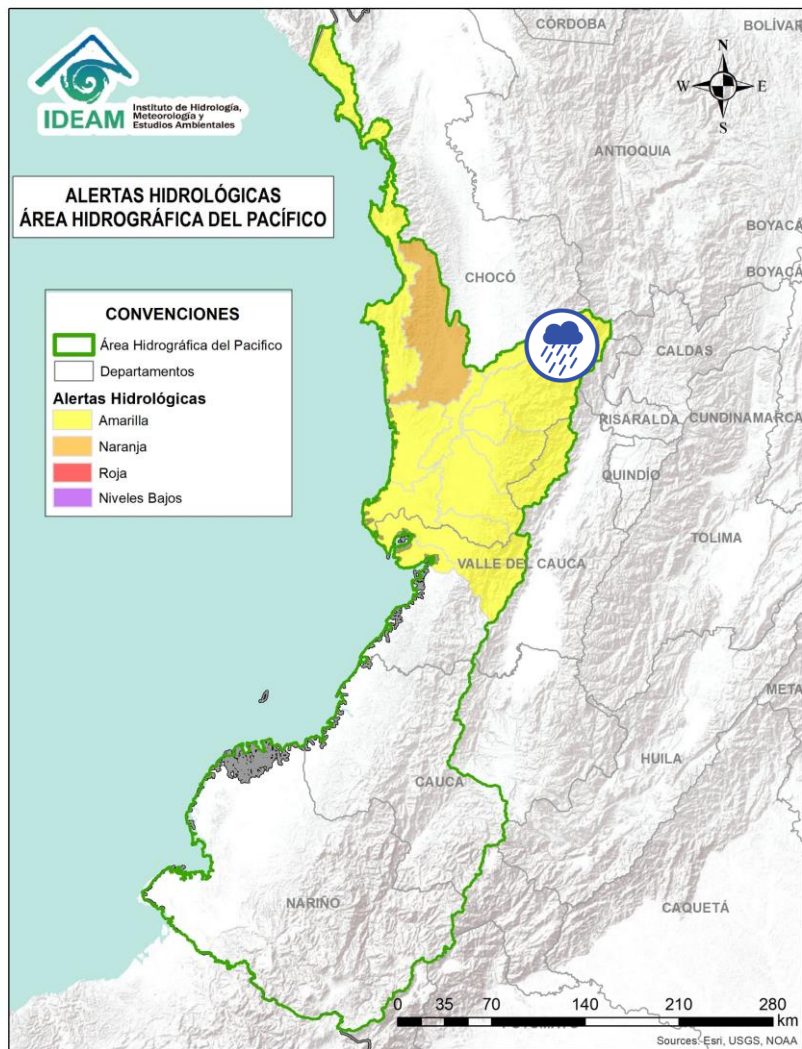 IDEAM
Instituto de Hidrología,
Meteorología y
Estudios Ambientales
ALERTAS HIDROLÓGICAS
ÁREA HIDROGRÁFICA DEL PACÍFICO
CONVENCIONES
Área Hidrográfica del Pacifico
Departamentos
Alertas Hidrológicas
Amarilla
Naranja
Roja
Niveles Bajos
N
W E
S
CÓRDOBA
BOLÍVAR
ANTIOQUIA
BOYACÁ
BOYACÁ
CHOCÓ
CALDAS
RISARALDA
CUNDINAMARCA
QUINDÍO
TOLIMA
VALLE DEL CAUCA
META
HUILA
CAUCA
NARIÑO
CAQUETÁ
0 35 70 140 210 280
km
Sources: Esri, USGS, NOAA